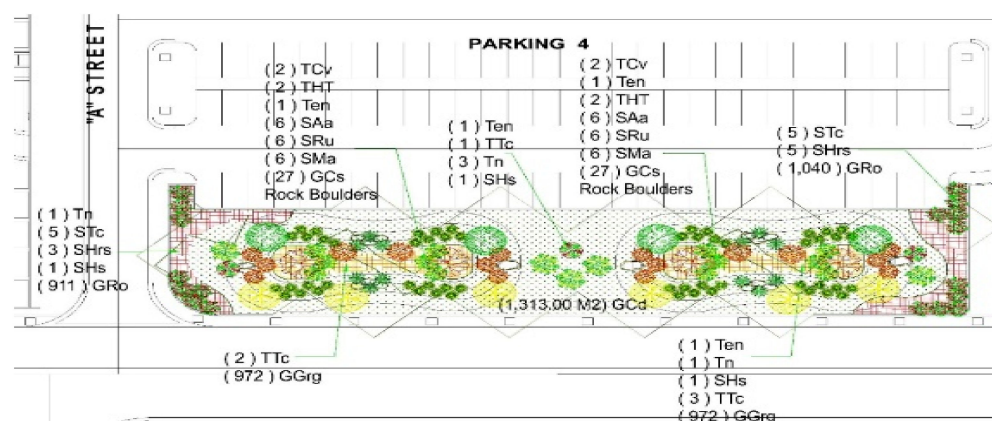 "A" STREET
PARKING 4
( 2 ) TCv
( 2 ) THT
( 1 ) Ten
( 6 ) SAa
( 6 ) SRu
( 6 ) SMa
( 27 ) GCs
Rock Boulders
( 1 ) Ten
( 1 ) TTc
( 3 ) Tn
( 1 ) SHs
( 2 ) TCv
( 1 ) Ten
( 2 ) THT
( 6 ) SAa
( 6 ) SRu
( 6 ) SMa
( 27 ) GCs
Rock Boulders
( 5 ) STc
( 5 ) SHrs
( 1,040 ) GRo
( 1 ) Tn
( 5 ) STc
( 3 ) SHrs
( 1 ) SHs
( 911 ) GRo
(1,313.00 M2) GCd
( 2 ) TTc
( 972 ) GGrg
( 1 ) Ten
( 1 ) Tn
( 1 ) SHs
( 3 ) TTc
( 972 ) GGrg